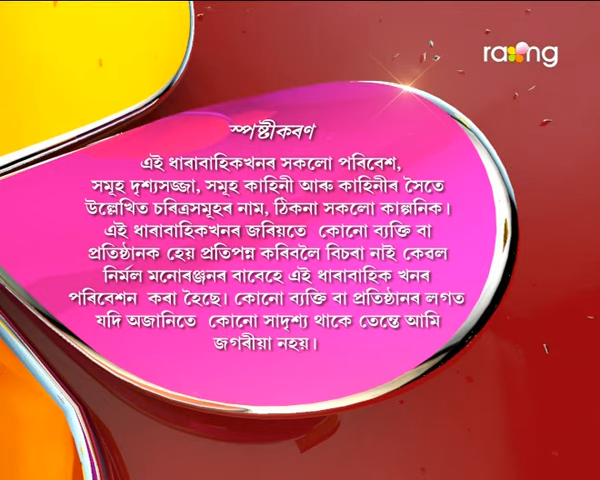 rang
স্পষ্টীকৰণ
এই ধাৰাবাহিকখনৰ সকলো পৰিবেশ,
সমূহ দৃশ্যসজ্জা, সমূহ কাহিনী আৰু কাহিনীৰ সৈতে
উল্লেখিত চৰিত্ৰসমূহৰ নাম, ঠিকনা সকলো কাল্পনিক।
এই ধাৰাবাহিকখনৰ জৰিয়তে কোনো ব্যক্তি বা
প্ৰতিষ্ঠানক হেয় প্ৰতিপন্ন কৰিবলৈ বিচৰা নাই কেৱল
নিৰ্মল মনোৰঞ্জনৰ বাবেহে এই ধাৰাবাহিক খনৰ
পৰিবেশন কৰা হৈছে। কোনো ব্যক্তি বা প্ৰতিষ্ঠানৰ লগত
যদি অজানিতে কোনো সাদৃশ্য থাকে তেন্তে আমি
জগৰীয়া নহয়।